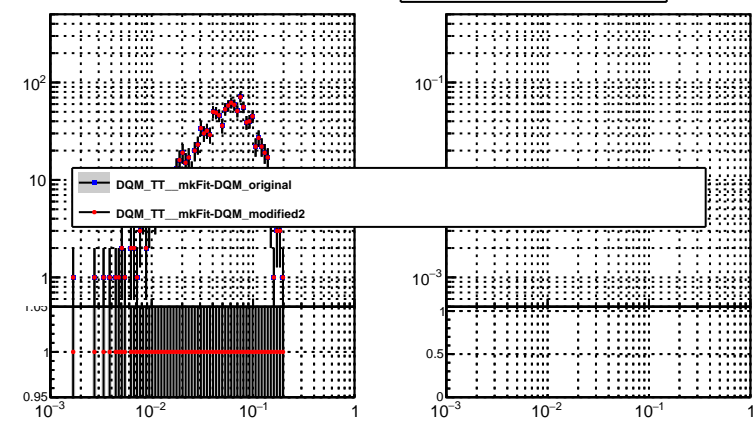 10² 10⁻¹
10
DQM_TT__mkFit-DQM_original
DQM_TT__mkFit-DQM_modified2
1 10⁻³
1.05 1
1 0.5
0.95 0
10⁻³ 10⁻² 10⁻¹ 1 10⁻³ 10⁻² 10⁻¹ 1